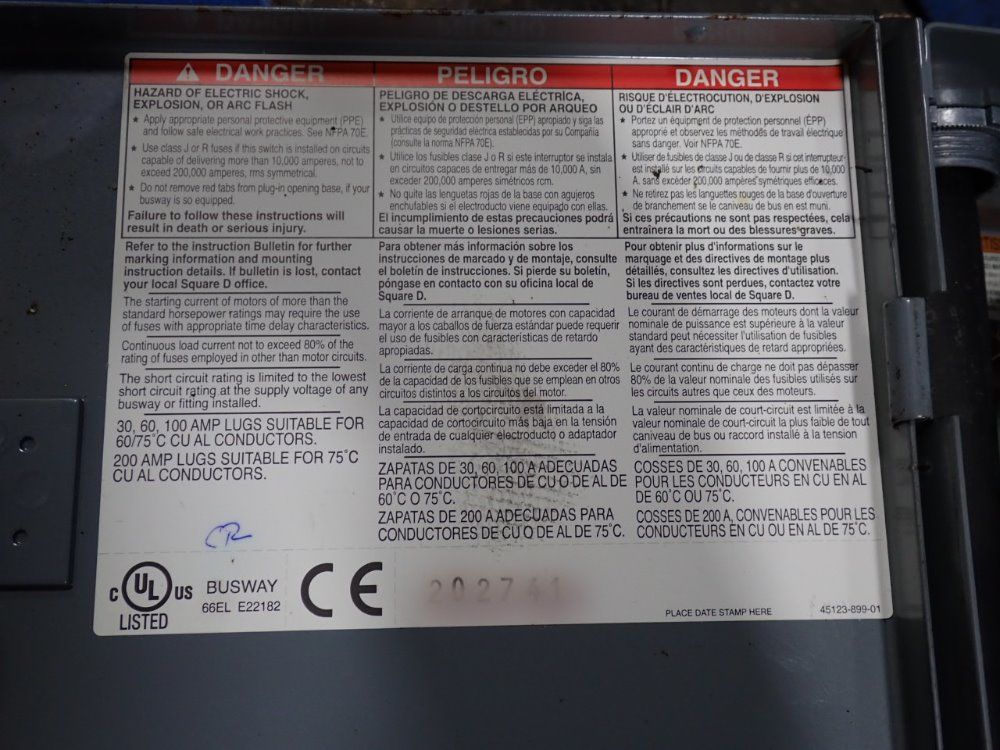 DANGER
HAZARD OF ELECTRIC SHOCK,
EXPLOSION, OR ARC FLASH
★ Apply appropriate personal protective equipment (PPE)
and follow safe electrical work practices. See NFPA 70E.
★ Use class J or R fuses if this switch is installed on circuits
capable of delivering more than 10,000 amperes, not to
exceed 200,000 amperes, rms symmetrical.
★ Do not remove red tabs from plug-in opening base, if your
busway is so equipped.
Failure to follow these instructions will
result in death or serious injury.
Refer to the instruction Bulletin for further
marking information and mounting
instruction details. If bulletin is lost, contact
your local Square D office.
The starting current of motors of more than the
standard horsepower ratings may require the use
of fuses with appropriate time delay characteristics.
Continuous load current not to exceed 80% of the
rating of fuses employed in other than motor circuits.
The short circuit rating is limited to the lowest
short circuit rating at the supply voltage of any
busway or fitting installed.
30, 60, 100 AMP LUGS SUITABLE FOR
60/75°C CU AL CONDUCTORS.
200 AMP LUGS SUITABLE FOR 75°C
CU AL CONDUCTORS.
PELIGRO
PELIGRO DE DESCARGA ELÉCTRICA,
EXPLOSIÓN O DESTELLO POR ARQUEO
★ Utilice equipo de protección personal (EPP) apropiado y siga las
prácticas de seguridad eléctrica establecidas por su Compañia
(consulte la norma NFPA 70E).
★ Utilice los fusibles clase J o R si este interruptor se instala
en circuitos capaces de entregar más de 10,000 A, sin
exceder 200,000 amperes simétricos rcm.
★ No quite las lenguetas rojas de la base con agujeros
enchufables si el electroducto viene equipado con ellas.
El incumplimiento de estas precauciones podrá
causar la muerte o lesiones serias.
Para obtener más información sobre los
instrucciones de marcado y de montaje, consulte
el boletín de instrucciones. Si pierde su boletín,
póngase en contacto con su oficina local de
Square D.
La corriente de arranque de motores con capacidad
mayor a los caballos de fuerza estándar puede requerir
el uso de fusibles con características de retardo
apropiadas.
La corriente de carga continua no debe exceder el 80%
de la capacidad de los fusibles que se emplean en otros
circuitos distintos a los circuitos del motor.
La capacidad de cortocircuito está limitada a la
capacidad de cortocircuito más baja en la tensión
de entrada de cualquier electroducto o adaptador
instalado.
ZAPATAS DE 30, 60, 100 A ADECUADAS
PARA CONDUCTORES DE CU O DE AL DE
60°C O 75°C.
ZAPATAS DE 200 A ADECUADAS PARA
CONDUCTORES DE CU O DE AL DE 75°C.
DANGER
RISQUE D'ÉLECTROCUTION, D'EXPLOSION
OU D'ÉCLAIR D'ARC
★ Portez un équipment de protection personnel (ÉPP)
approprié et observez les méthodes de travail électrique
sans danger. Voir NFPA 70E.
★ Utiliser de fusibles de classe J ou de classe R si cet interrupteur
est installé sur les circuits capables de fournir plus de 10,000
A. sans excéder 200,000 ampères symétriques efficaces.
★ Ne retirez pas les languettes rouges de la base d'ouverture
de branchement se le caniveau de bus en est muni.
Si ces précautions ne sont pas respectées, cela
entraînera la mort ou des blessures graves.
Pour obtenir plus d'informations sur le
marquage et des directives de montage plus
détaillés, consultez les directives d'utilisation.
Si les directives sont perdues, contactez votre
bureau de ventes local de Square D.
Le courant de démarrage des moteurs dont la valeur
nominale de puissance est supérieure à la valeur
standard peut nécessiter l'utilisation de fusibles
ayant des caractéristiques de retard appropriées.
Le courant continu de charge ne doit pas dépasser
80% de la valeur nominale des fusibles utilisés sur
les circuits autres que ceux des moteurs.
La valeur nominale de court-circuit est limitée à la
valeur nominale de court-circuit la plus faible de tout
caniveau de bus ou raccord installé à la tension
d'alimentation.
COSSES DE 30, 60, 100 A CONVENABLES
POUR LES CONDUCTEURS EN CU EN AL
DE 60°C OU 75°C.
COSSES DE 200 A, CONVENABLES POUR LES
CONDUCTEURS EN CU OU EN AL DE 75°C.
CR
C UL US
LISTED
BUSWAY
66EL E22182
CE
202741
PLACE DATE STAMP HERE
45123-899-01